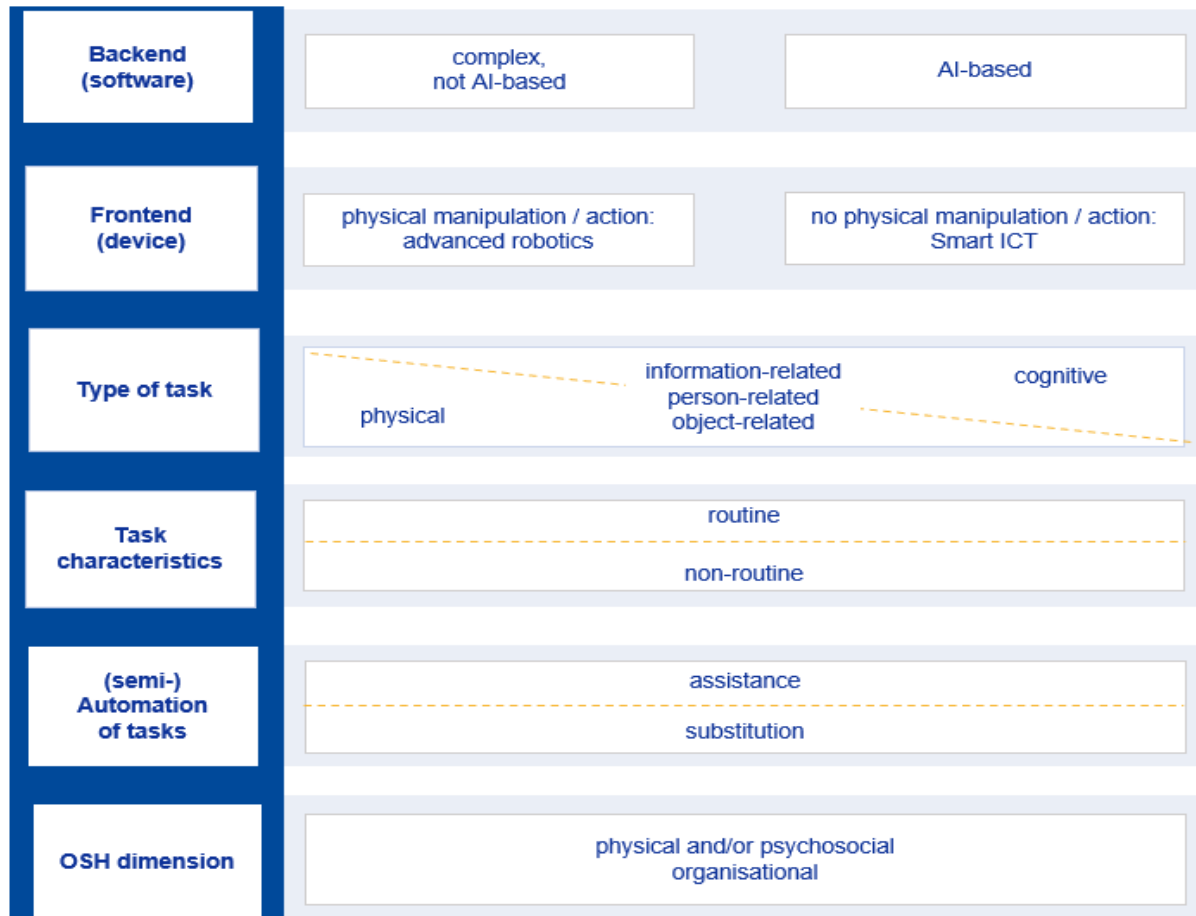 Backend
(software)
complex,
not AI-based
AI-based
Frontend
(device)
physical manipulation / action:
advanced robotics
no physical manipulation / action:
Smart ICT
Type of task
physical
information-related
person-related
object-related
cognitive
Task
characteristics
routine
non-routine
(semi-)
Automation
of tasks
assistance
substitution
OSH dimension
physical and/or psychosocial
organisational